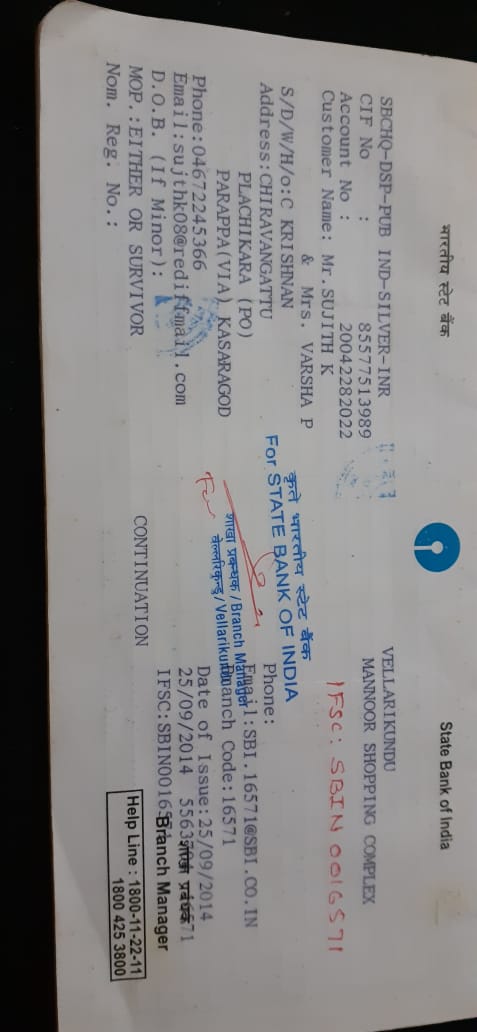 भारतीय स्टेट बैंक
State Bank of India
SBCHQ-DSP-PUB IND-SILVER-INR
CIF No : 85577513989
Account No : 20042282022
Customer Name: Mr.SUJITH K
& Mrs. VARSHA P
S/D/W/H/o:C KRISHNAN
Address:CHIRAVANGATTU
PLACHIKARA (PO)
PARAPPA(VIA) KASARAGOD
Phone:04672245366
Email:sujthk08@rediffmail.com
D.O.B. (If Minor):
MOP.:EITHER OR SURVIVOR
Nom. Reg. No.:
VELLARIKUNDU
MANNOOR SHOPPING COMPLEX
IFSC: SBIN 0016571
कृते भारतीय स्टेट बैंक
For STATE BANK OF INDIA
For
शाखा प्रबन्धक / Branch Manager
वेल्लरिकुन्डु / Vellarikundu
Phone:
Email:SBI.16571@SBI.CO.IN
Branch Code:16571
Date of Issue:25/09/2014
25/09/2014
IFSC:SBIN0016571
शाखा प्रबंधक
Branch Manager
CONTINUATION
Help Line : 1800-11-22-11
1800 425 3800